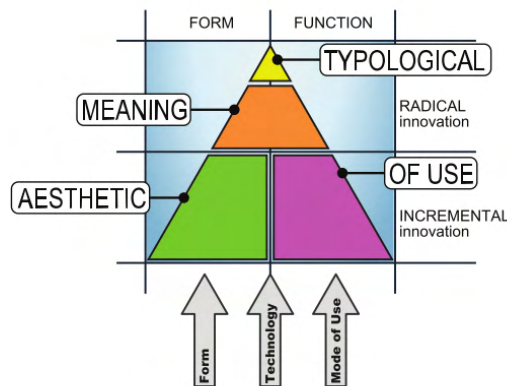 FORM
FUNCTION
TYPOLOGICAL
MEANING
RADICAL
innovation
AESTHETIC
OF USE
INCREMENTAL
innovation
Form
Technology
Mode of Use